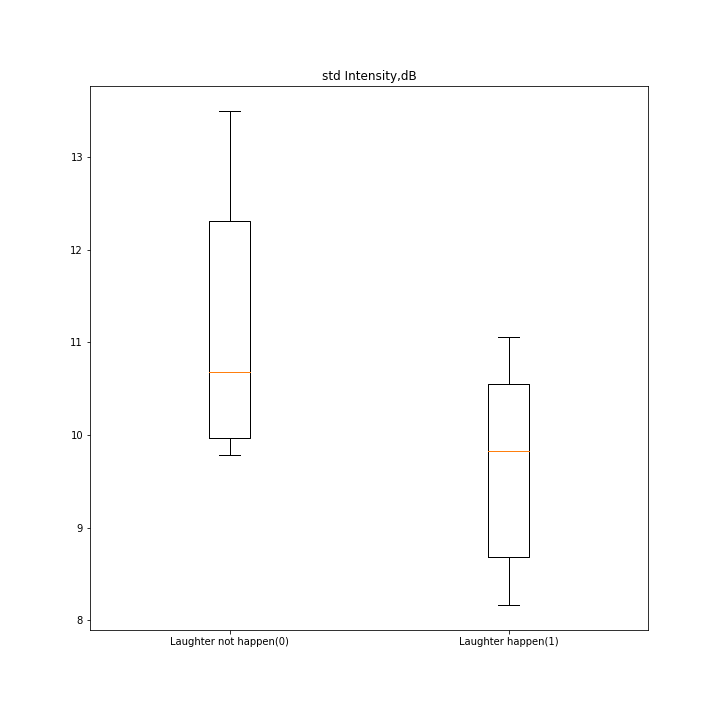 std Intensity,dB
13
12
11
10
9
8
Laughter not happen(0)
Laughter happen(1)